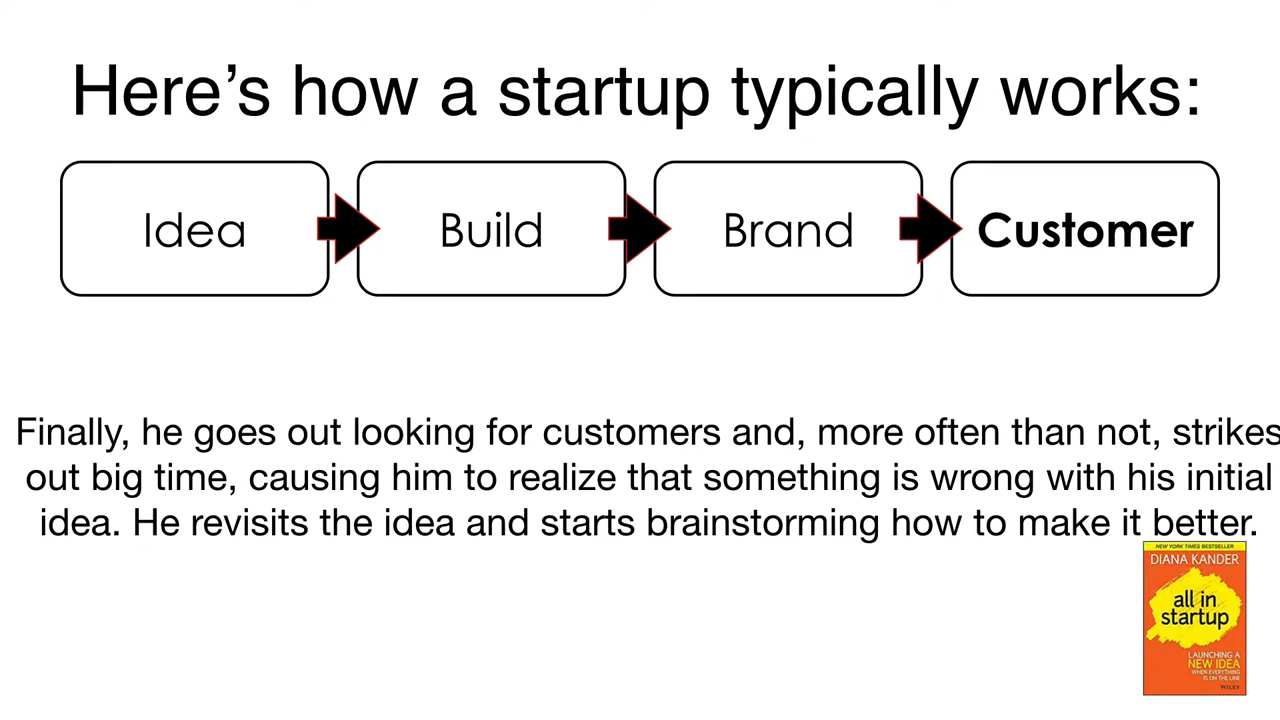 Here’s how a startup typically works:
Idea
Build
Brand
Customer
Finally, he goes out looking for customers and, more often than not, strikes
out big time, causing him to realize that something is wrong with his initial
idea. He revisits the idea and starts brainstorming how to make it better.
NEW YORK TIMES BESTSELLER
DIANA KANDER
all in
startup
LAUNCHING A
NEW IDEA
WHEN EVERYTHING
IS ON THE LINE
WILEY